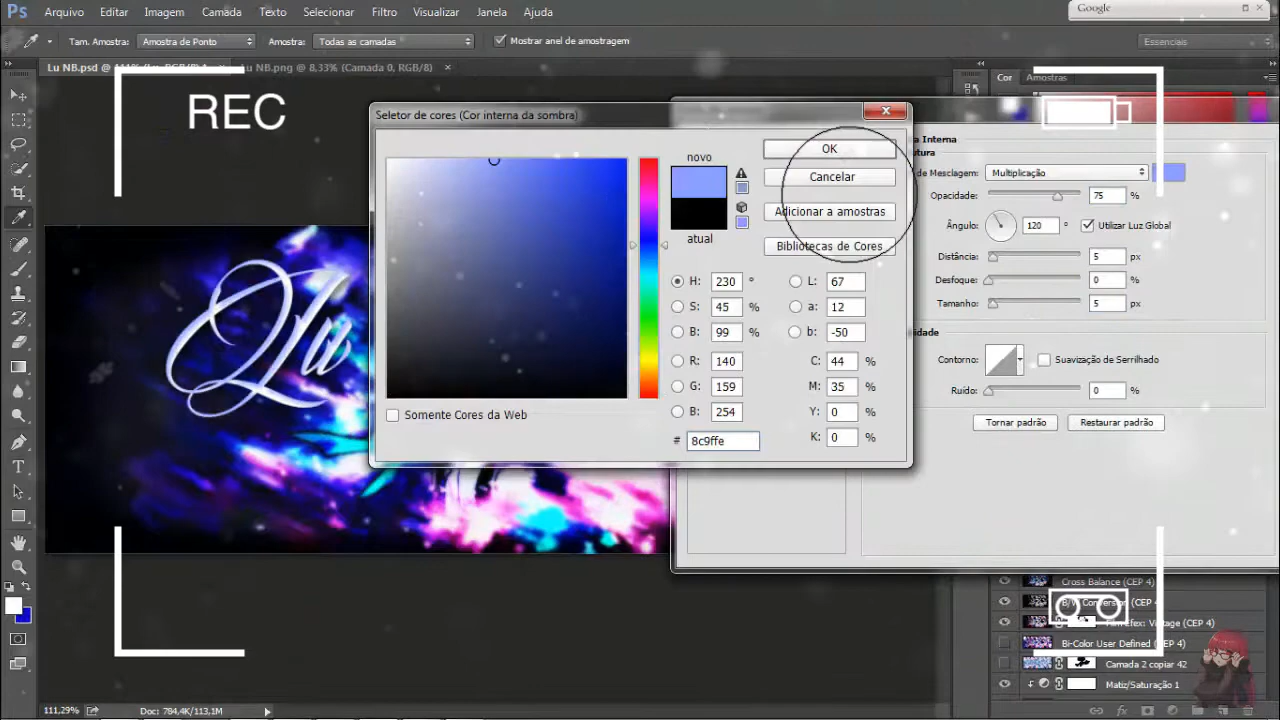 Ps Arquivo Editar Imagem Camada Texto Selecionar Filtro Visualizar Janela Ajuda
Google
Tam. Amostra: Amostra de Ponto Amostra: Todas as camadas Mostrar anel de amostragem Essenciais
Lu NB.psd @ 111% (Lu, RGB/8) * Lu NB.png @ 8,33% (Camada 0, RGB/8) ×
Cor Amostras
REC
Seletor de cores (Cor interna da sombra)
novo
atual
OK
Cancelar
Adicionar a amostras
Bibliotecas de Cores
H: 230 ° L: 67
S: 45 % a: 12
B: 99 % b: -50
R: 140 C: 44 %
G: 159 M: 35 %
B: 254 Y: 0 %
# 8c9ffe K: 0 %
Somente Cores da Web
a Interna
utura
de Mesclagem: Multiplicação
Opacidade: 75 %
Ângulo: 120 ° Utilizar Luz Global
Distância: 5 px
Desfoque: 0 %
Tamanho: 5 px
idade
Contorno: Suavização de Serrilhado
Ruído: 0 %
Tornar padrão Restaurar padrão
Lu
Cross Balance (CEP 4)
B/W Conversion (CEP 4
Film Efex: Vintage (CEP 4)
Bi-Color User Defined (CEP 4)
Camada 2 copiar 42
Matiz/Saturação 1
111,29% Doc: 784,4K/113,1M
fx